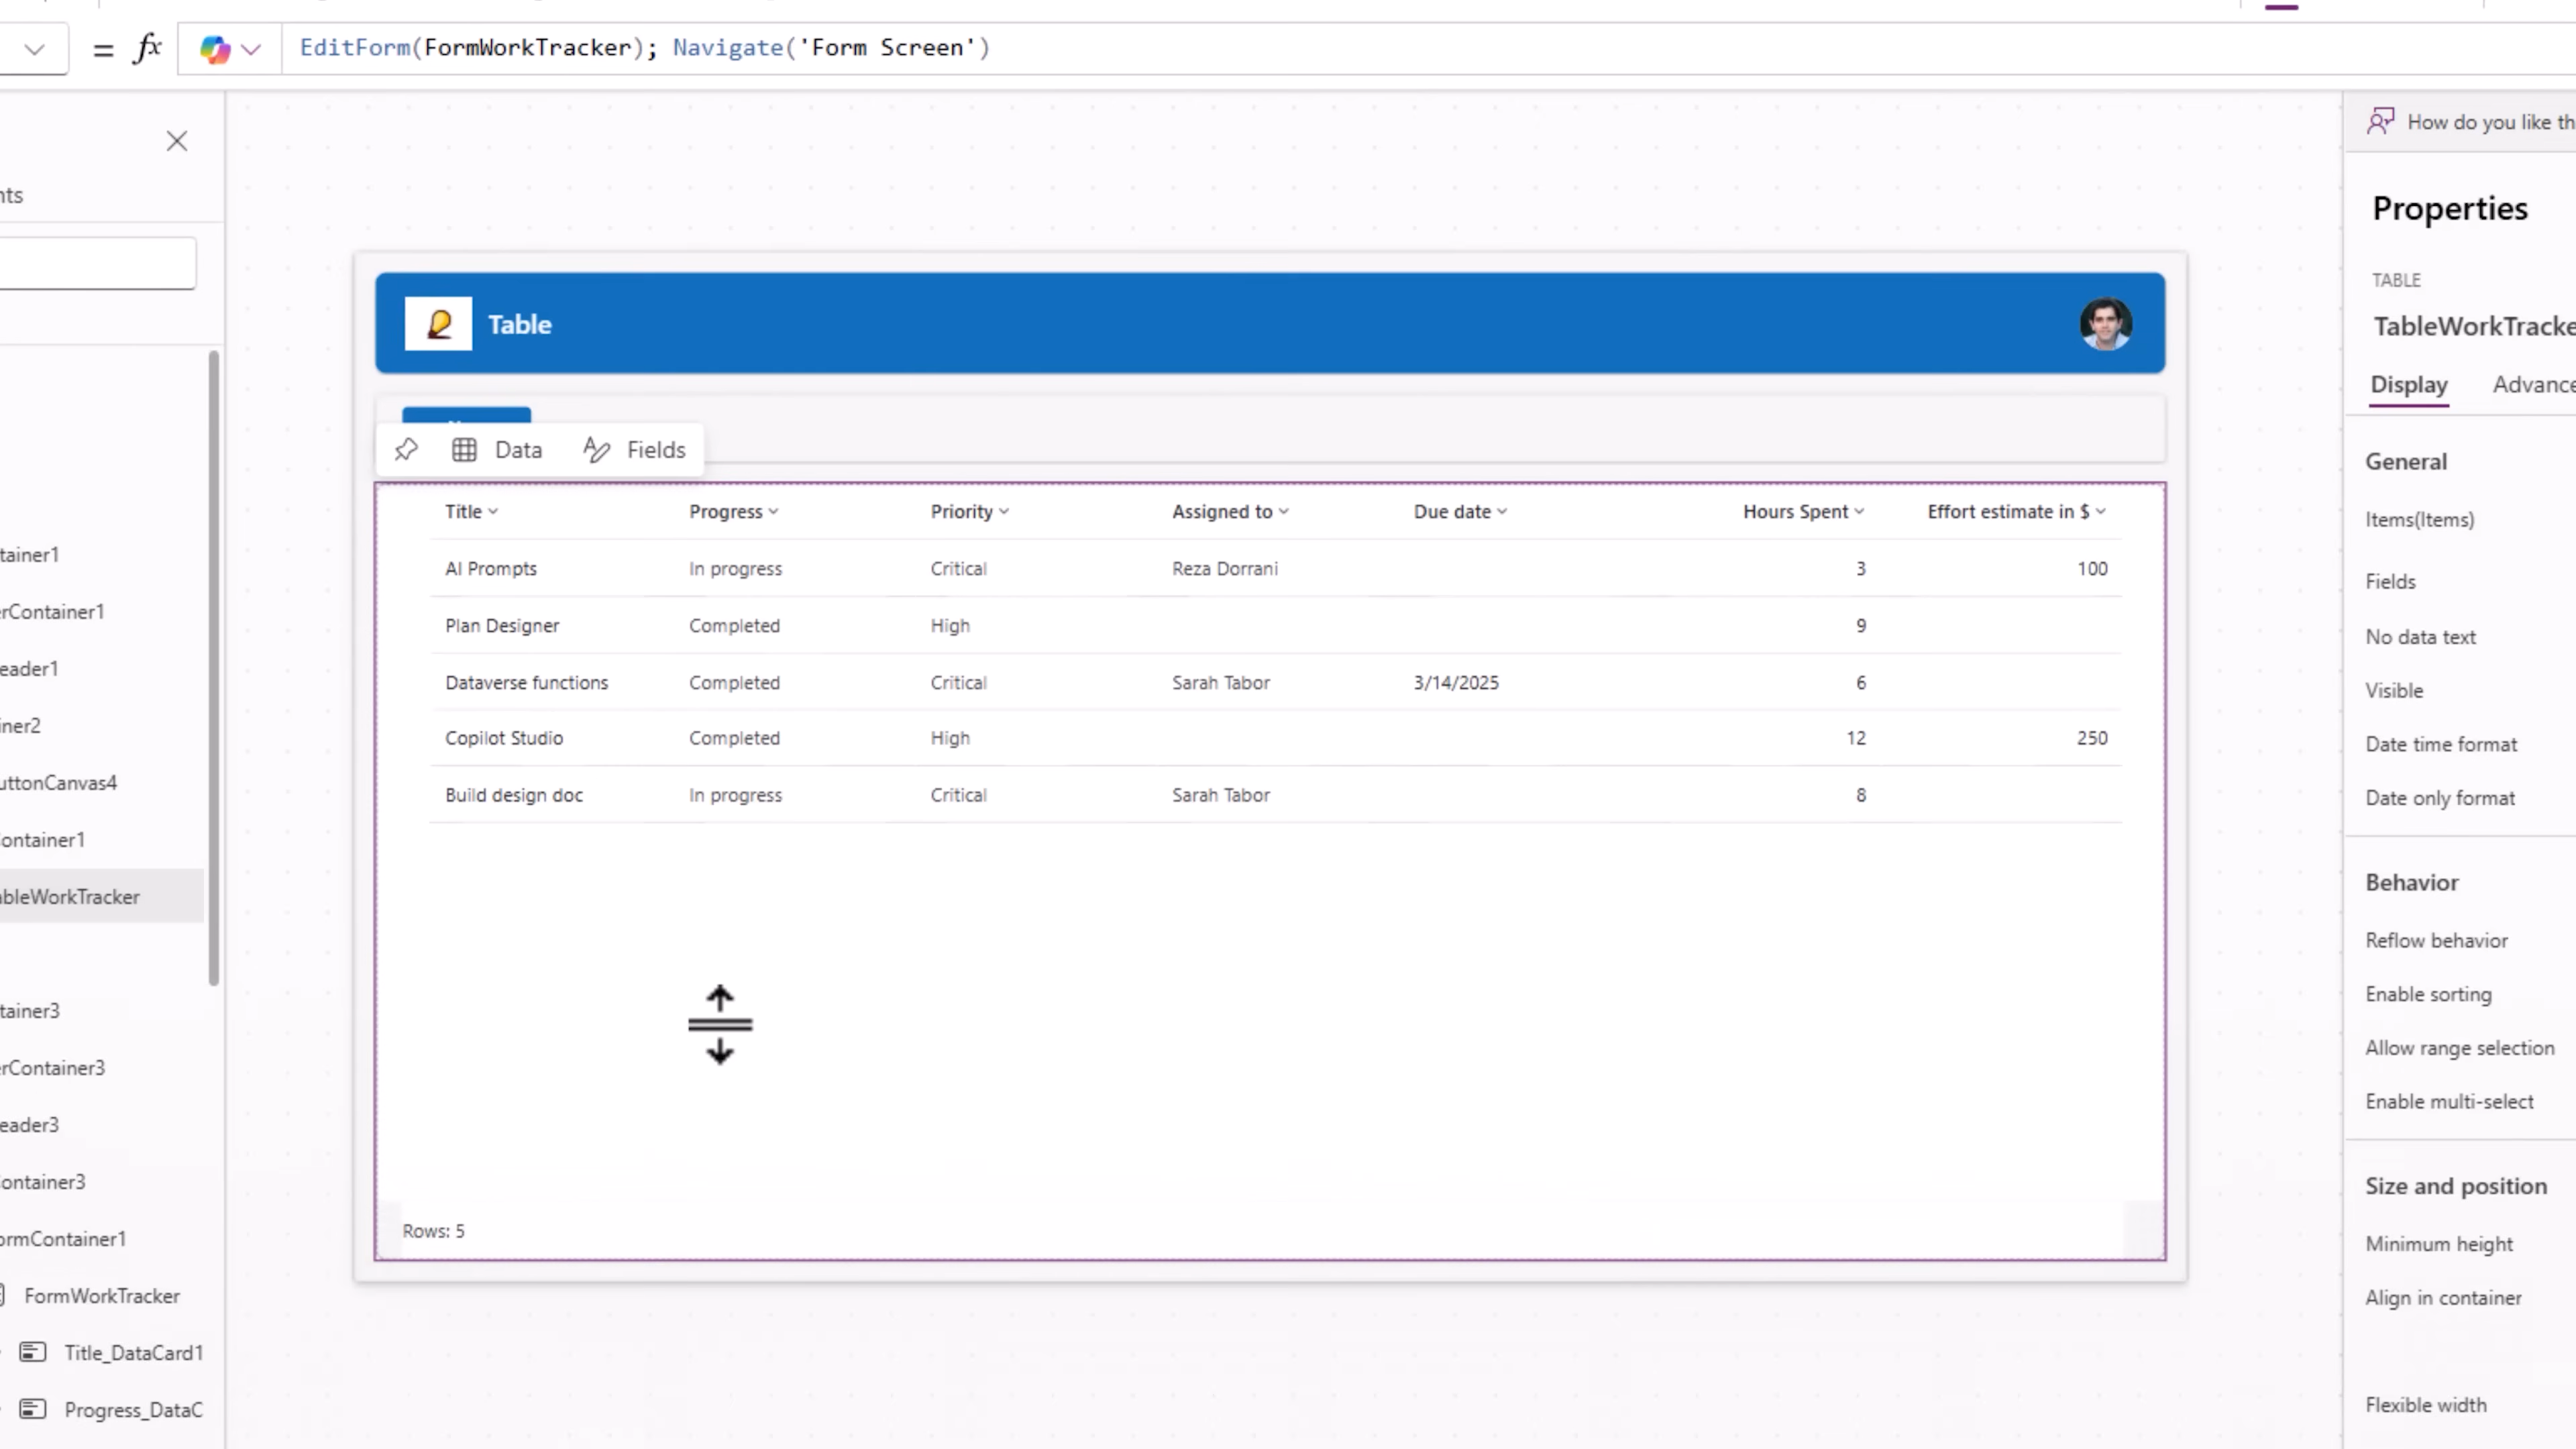 = fx EditForm(FormWorkTracker); Navigate('Form Screen')
nts
tainer1
rContainer1
eader1
iner2
uttonCanvas4
ontainer1
ableWorkTracker
tainer3
rContainer3
eader3
ontainer3
ormContainer1
FormWorkTracker
Title_DataCard1
Progress_DataC
Table
Data Fields
Title Progress Priority Assigned to Due date Hours Spent Effort estimate in $
AI Prompts In progress Critical Reza Dorrani 3 100
Plan Designer Completed High 9
Dataverse functions Completed Critical Sarah Tabor 3/14/2025 6
Copilot Studio Completed High 12 250
Build design doc In progress Critical Sarah Tabor 8
Rows: 5
How do you like th
Properties
TABLE
TableWorkTracke
Display Advance
General
Items(Items)
Fields
No data text
Visible
Date time format
Date only format
Behavior
Reflow behavior
Enable sorting
Allow range selection
Enable multi-select
Size and position
Minimum height
Align in container
Flexible width